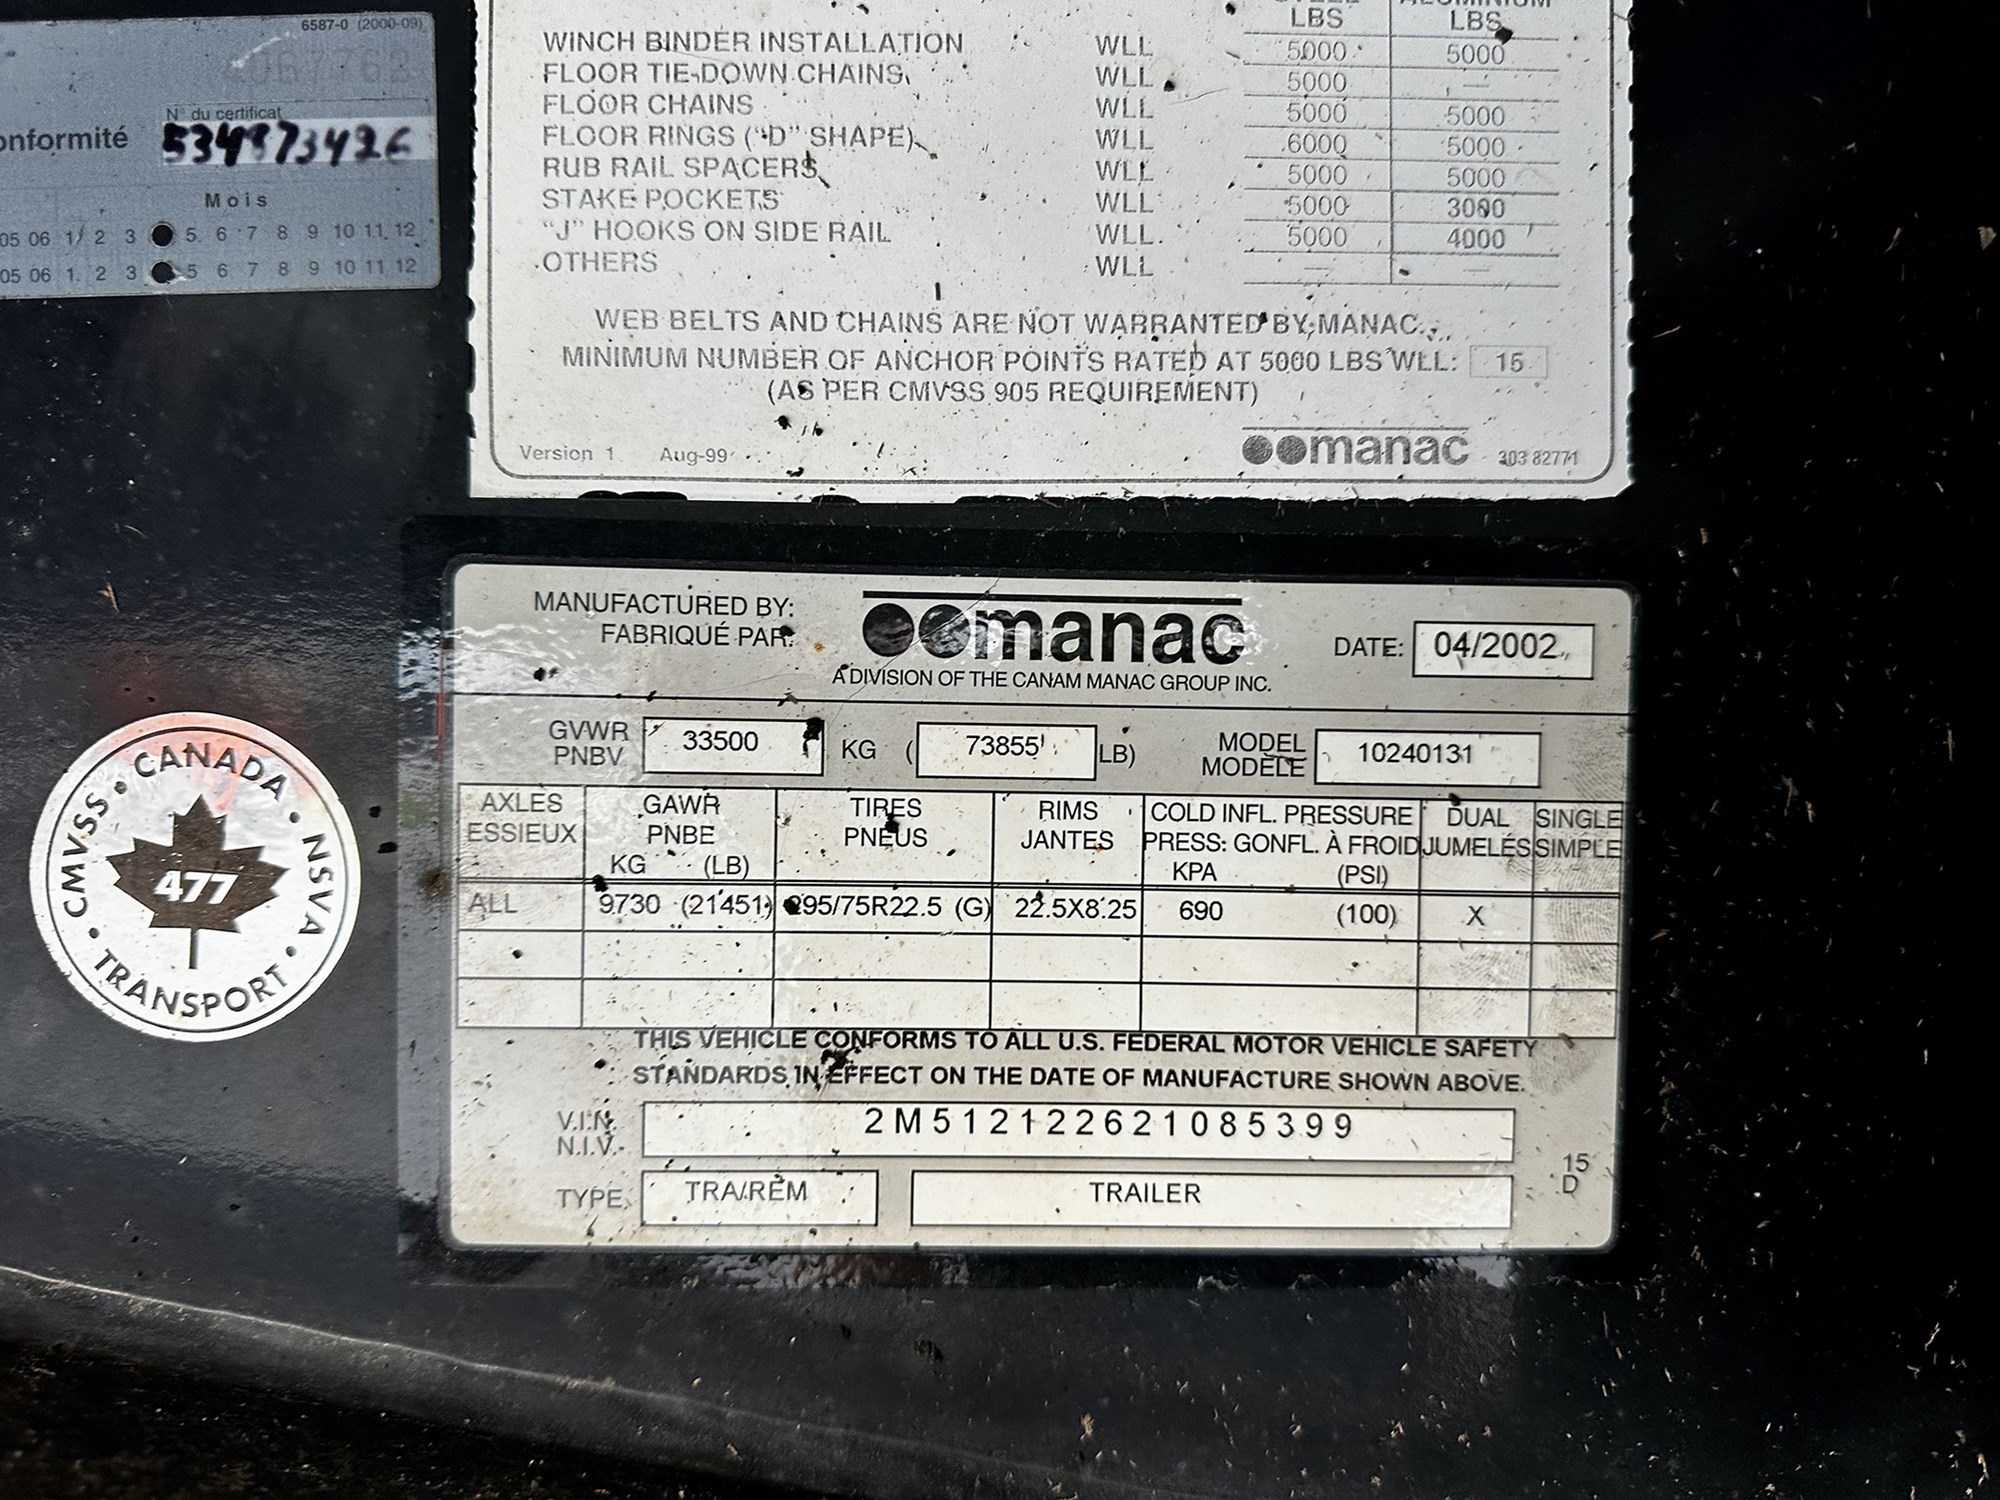 6587-0 (2000-09)
N° du certificat
onformité
Mois
05 06 1 2 3 5 6 7 8 9 10 11 12
05 06 1 2 3 5 6 7 8 9 10 11 12
LBS LBS
WINCH BINDER INSTALLATION WLL 5000 5000
FLOOR TIE-DOWN CHAINS WLL 5000 —
FLOOR CHAINS WLL 5000 5000
FLOOR RINGS ("D" SHAPE) WLL 6000 5000
RUB RAIL SPACERS WLL 5000 5000
STAKE POCKETS WLL 5000 3000
"J" HOOKS ON SIDE RAIL WLL 5000 4000
OTHERS WLL — —
WEB BELTS AND CHAINS ARE NOT WARRANTED BY MANAC.
MINIMUM NUMBER OF ANCHOR POINTS RATED AT 5000 LBS WLL: 15
(AS PER CMVSS 905 REQUIREMENT)
Version 1 Aug-99 manac 303 82771
MANUFACTURED BY:
FABRIQUÉ PAR:
manac
A DIVISION OF THE CANAM MANAC GROUP INC.
DATE: 04/2002
GVWR
PNBV
33500 KG ( 73855 LB)
MODEL
MODÈLE
10240131
AXLES GAWR TIRES RIMS COLD INFL. PRESSURE DUAL SINGLE
ESSIEUX PNBE PNEUS JANTES PRESS: GONFL. À FROID JUMELÉS SIMPLE
KG (LB) KPA (PSI)
ALL 9730 (21451) 295/75R22.5 (G) 22.5X8.25 690 (100) X
THIS VEHICLE CONFORMS TO ALL U.S. FEDERAL MOTOR VEHICLE SAFETY
STANDARDS IN EFFECT ON THE DATE OF MANUFACTURE SHOWN ABOVE.
V.I.N.
N.I.V.
2M512122621085399
TYPE TRA/REM TRAILER
15
D
CANADA • NSVA • TRANSPORT • CMVSS •
477